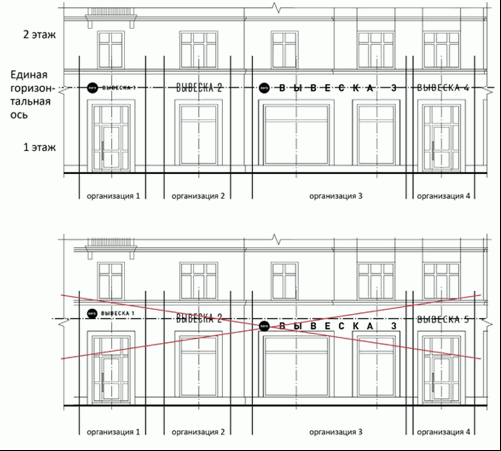 2 этаж
Единая
горизон-
тальная
ось
1 этаж
ВЫВЕСКА 1
ВЫВЕСКА 2
ВЫВЕСКА 3
ВЫВЕСКА 4
организация 1
организация 2
организация 3
организация 4
ВЫВЕСКА 1
ВЫВЕСКА 2
ВЫВЕСКА 3
ВЫВЕСКА 5
организация 1
организация 2
организация 3
организация 4